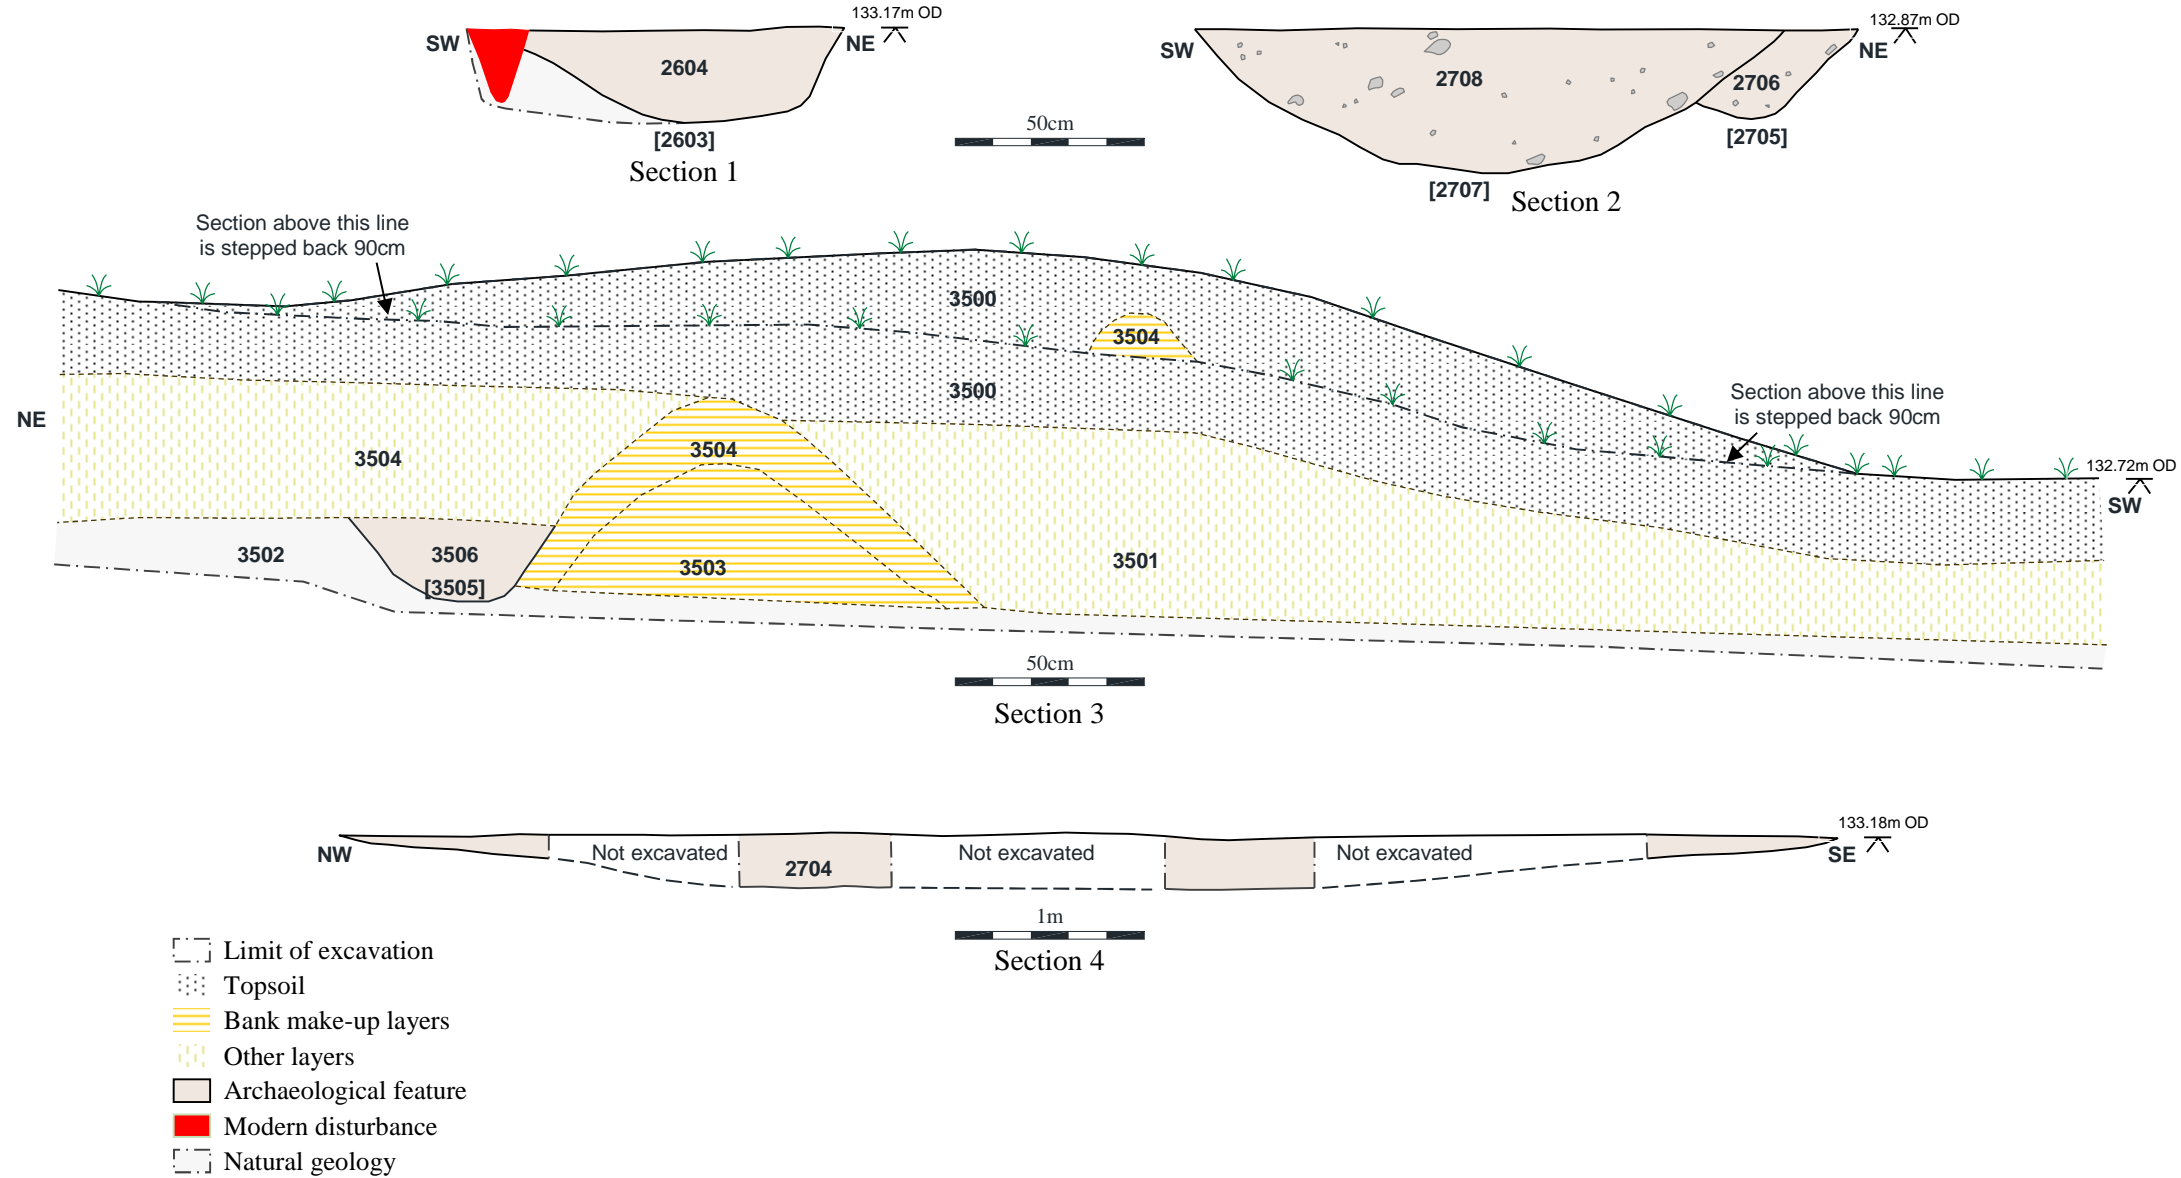 133.17m OD
SW
NE
2604
[2603]
Section 1
50cm
132.87m OD
SW
NE
2708
2706
[2705]
[2707]
Section 2
Section above this line
is stepped back 90cm
3500
3504
3500
Section above this line
is stepped back 90cm
NE
3504
3504
132.72m OD
SW
3502
3506
[3505]
3503
3501
50cm
Section 3
133.18m OD
NW
Not excavated
2704
Not excavated
Not excavated
SE
1m
Section 4
Limit of excavation
Topsoil
Bank make-up layers
Other layers
Archaeological feature
Modern disturbance
Natural geology